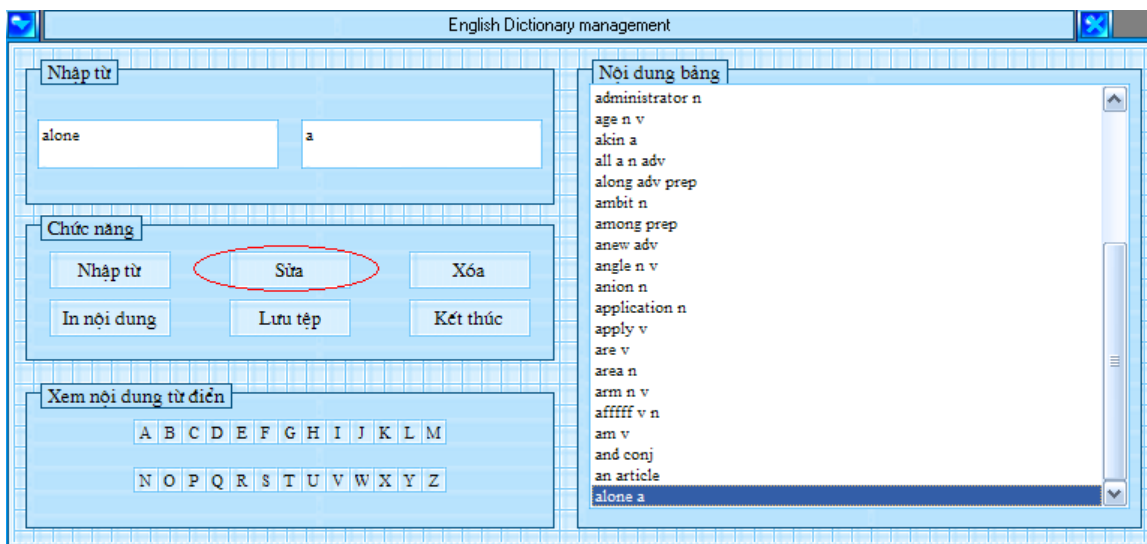 English Dictionary management
Nhập từ
alone
a
Chức năng
Nhập từ
Sửa
Xóa
In nội dung
Lưu tệp
Kết thúc
Xem nội dung từ điển
A B C D E F G H I J K L M
N O P Q R S T U V W X Y Z
Nội dung bảng
administrator n
age n v
akin a
all a n adv
along adv prep
ambit n
among prep
anew adv
angle n v
anion n
application n
apply v
are v
area n
arm n v
afffff v n
am v
and conj
an article
alone a